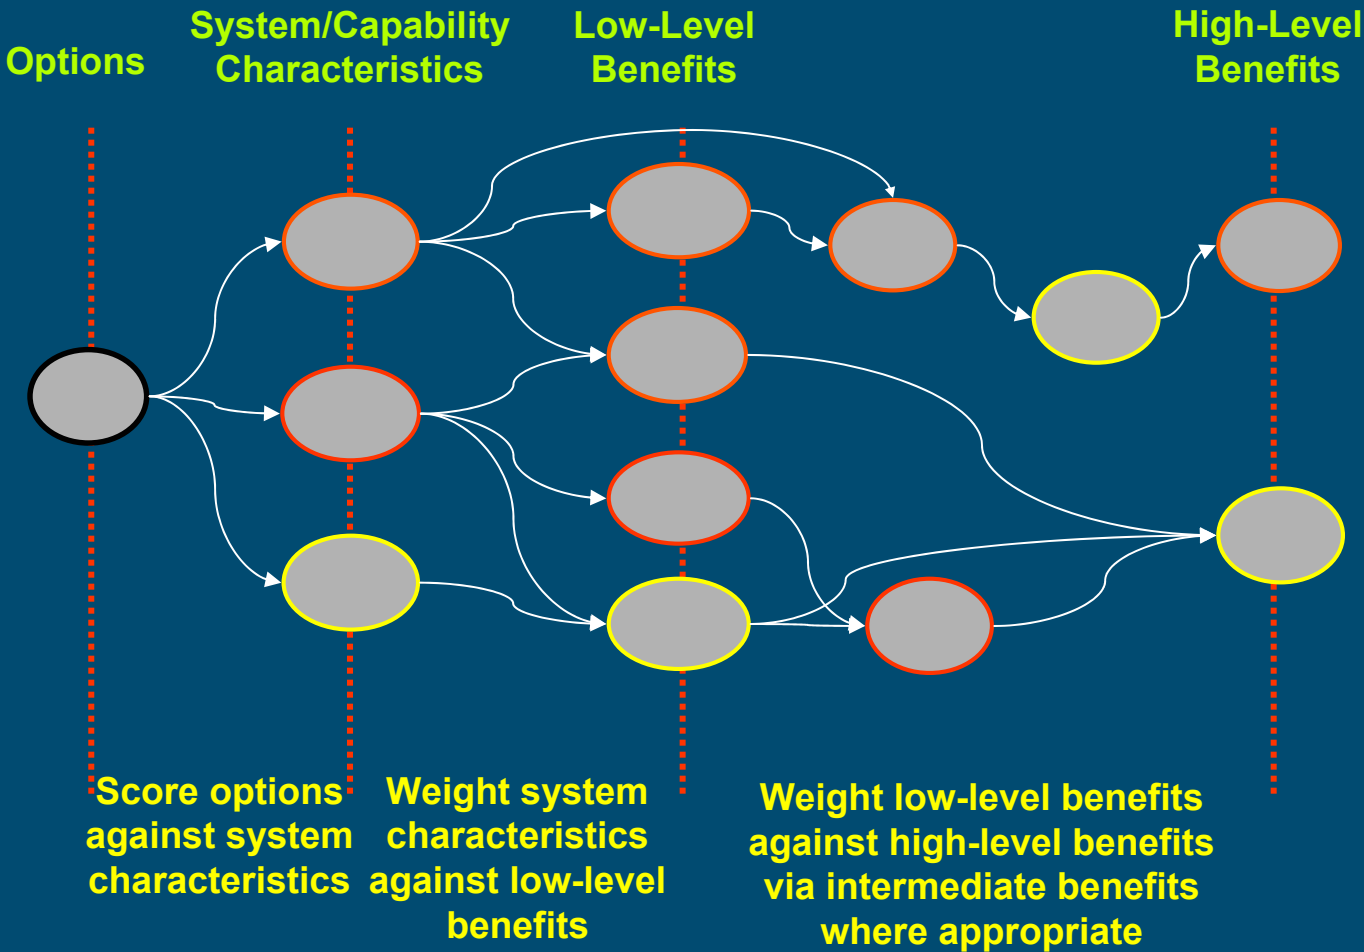 Options
System/Capability
Characteristics
Low-Level
Benefits
High-Level
Benefits
Score options
against system
characteristics
Weight system
characteristics
against low-level
benefits
Weight low-level benefits
against high-level benefits
via intermediate benefits
where appropriate